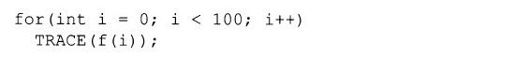 for(int i = 0; i < 100; i++)
  TRACE(f(i));